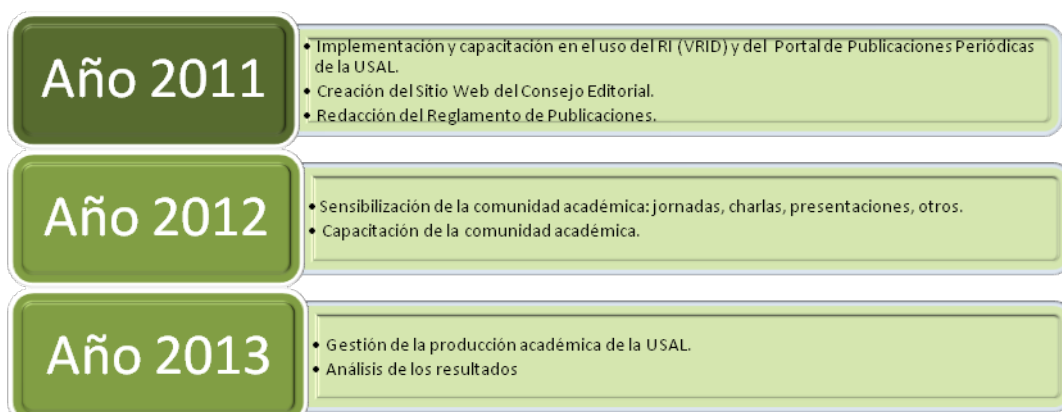 Año 2011
• Implementación y capacitación en el uso del RI (VRID) y del Portal de Publicaciones Periódicas
de la USAL.
• Creación del Sitio Web del Consejo Editorial.
• Redacción del Reglamento de Publicaciones.
Año 2012
• Sensibilización de la comunidad académica: jornadas, charlas, presentaciones, otros.
• Capacitación de la comunidad académica.
Año 2013
• Gestión de la producción académica de la USAL.
• Análisis de los resultados